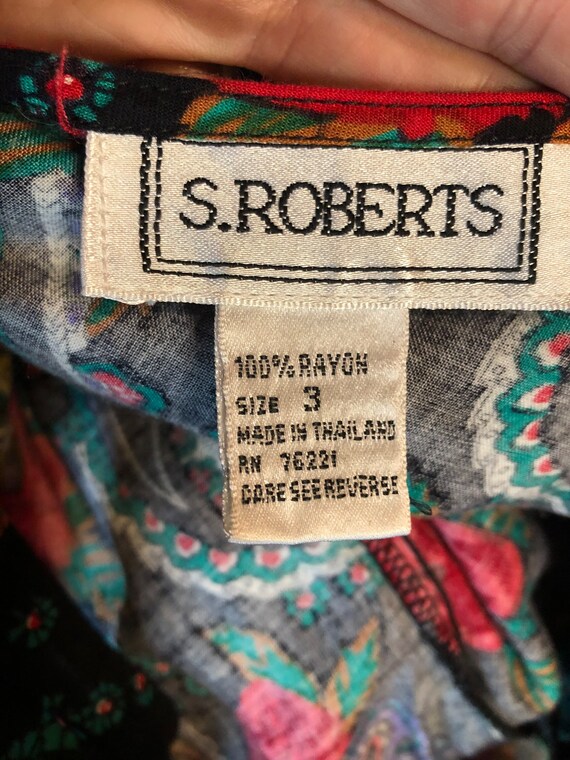 S.ROBERTS
100% RAYON
SIZE 3
MADE IN THAILAND
RN 76221
CARE SEE REVERSE